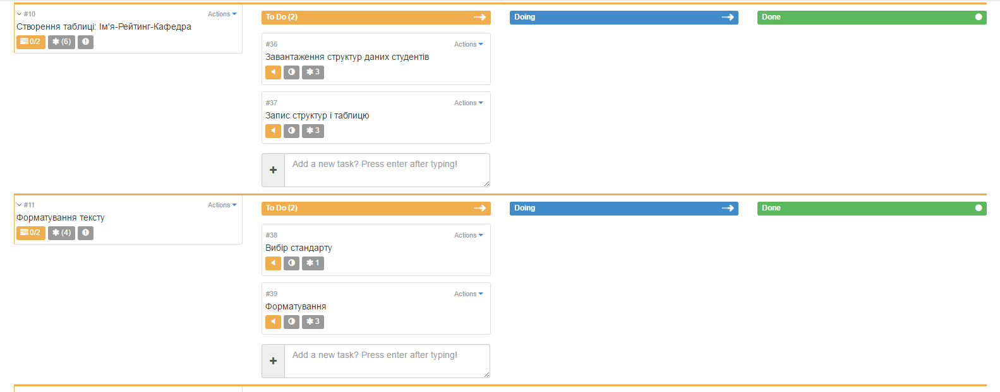 #10 Actions
Створення таблиці: Ім'я-Рейтинг-Кафедра
0/2 (6)
To Do (2)
Doing
Done
#36 Actions
Завантаження структур даних студентів
3
#37 Actions
Запис структур і таблицю
3
Add a new task? Press enter after typing!
#11 Actions
Форматування тексту
0/2 (4)
To Do (2)
Doing
Done
#38 Actions
Вибір стандарту
1
#39 Actions
Форматування
3
Add a new task? Press enter after typing!